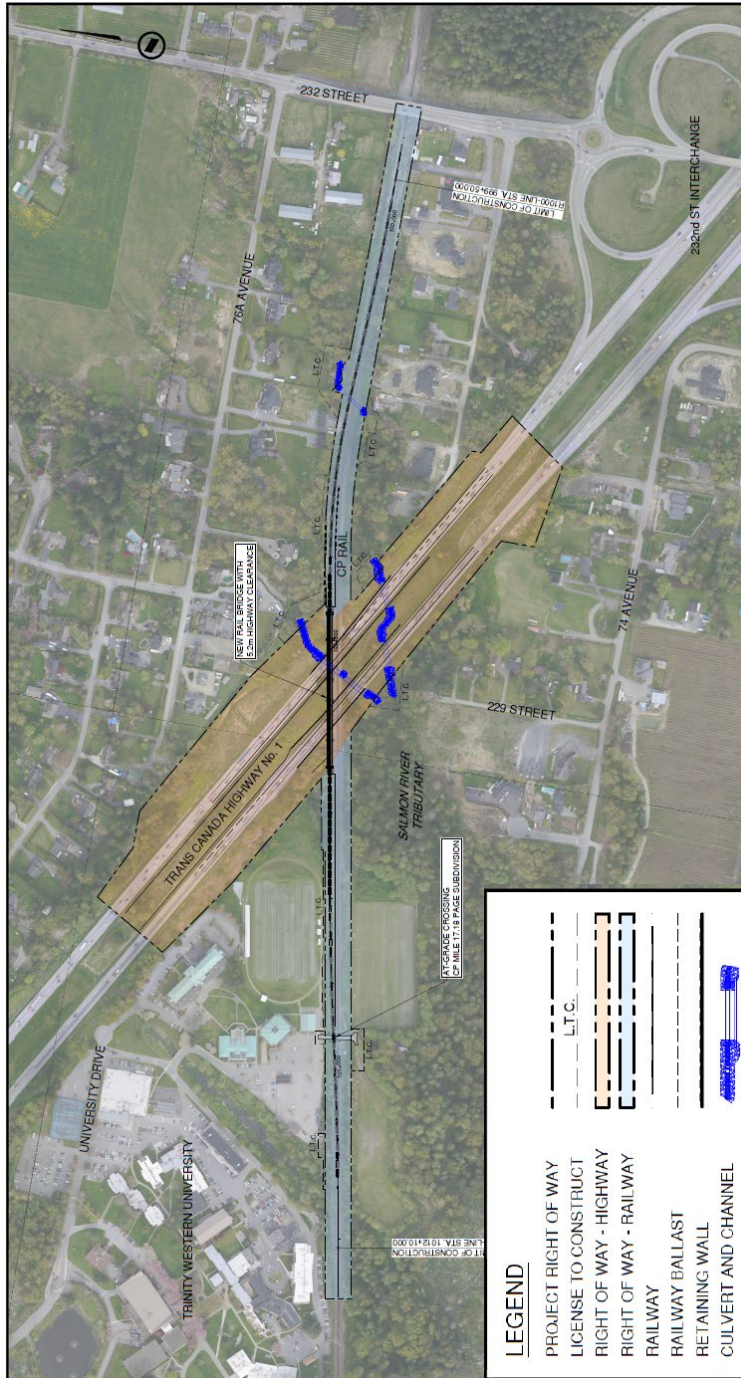 232 STREET
LIMIT OF CONSTRUCTION
R1000-LINE STA. 999+50.000
232nd ST INTERCHANGE
76A AVENUE
L.T.C.
L.T.C.
L.T.C.
CP RAIL
L.T.C.
NEW RAIL BRIDGE WITH
5.2m HIGHWAY CLEARANCE
L.T.C.
L.T.C.
74 AVENUE
229 STREET
TRANS CANADA HIGHWAY No. 1
SALMON RIVER
TRIBUTARY
L.T.C.
AT-GRADE CROSSING
CP MILE 17.18 PAGE SUBDIVISION
L.T.C.
L.T.C.
UNIVERSITY DRIVE
TRINITY WESTERN UNIVERSITY
IT OF CONSTRUCTION
-LINE STA. 1012+10.000
LEGEND
PROJECT RIGHT OF WAY
LICENSE TO CONSTRUCT L.T.C.
RIGHT OF WAY - HIGHWAY
RIGHT OF WAY - RAILWAY
RAILWAY
RAILWAY BALLAST
RETAINING WALL
CULVERT AND CHANNEL